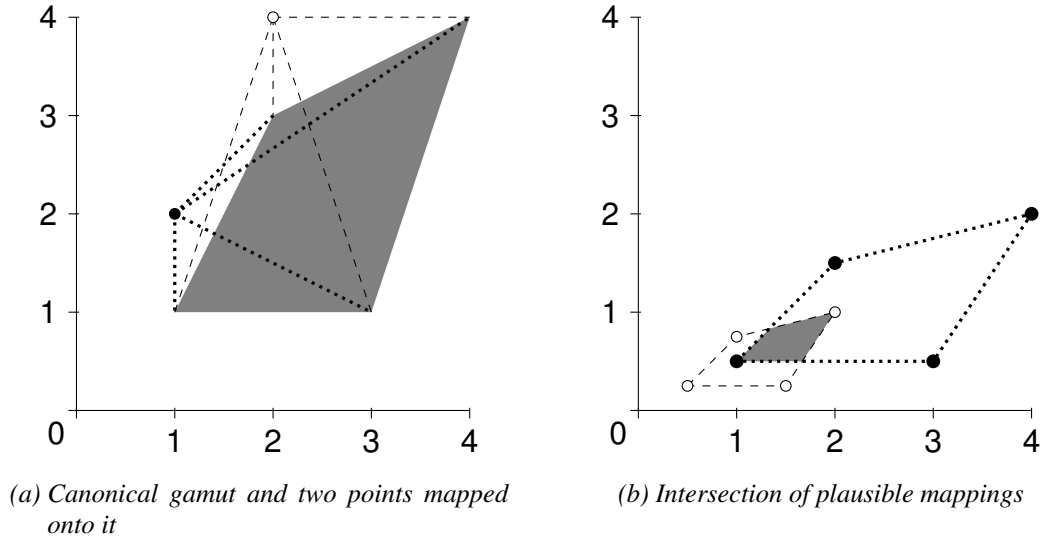 4
3
2
1
0
1 2 3 4
(a) Canonical gamut and two points mapped
onto it
4
3
2
1
0
1 2 3 4
(b) Intersection of plausible mappings